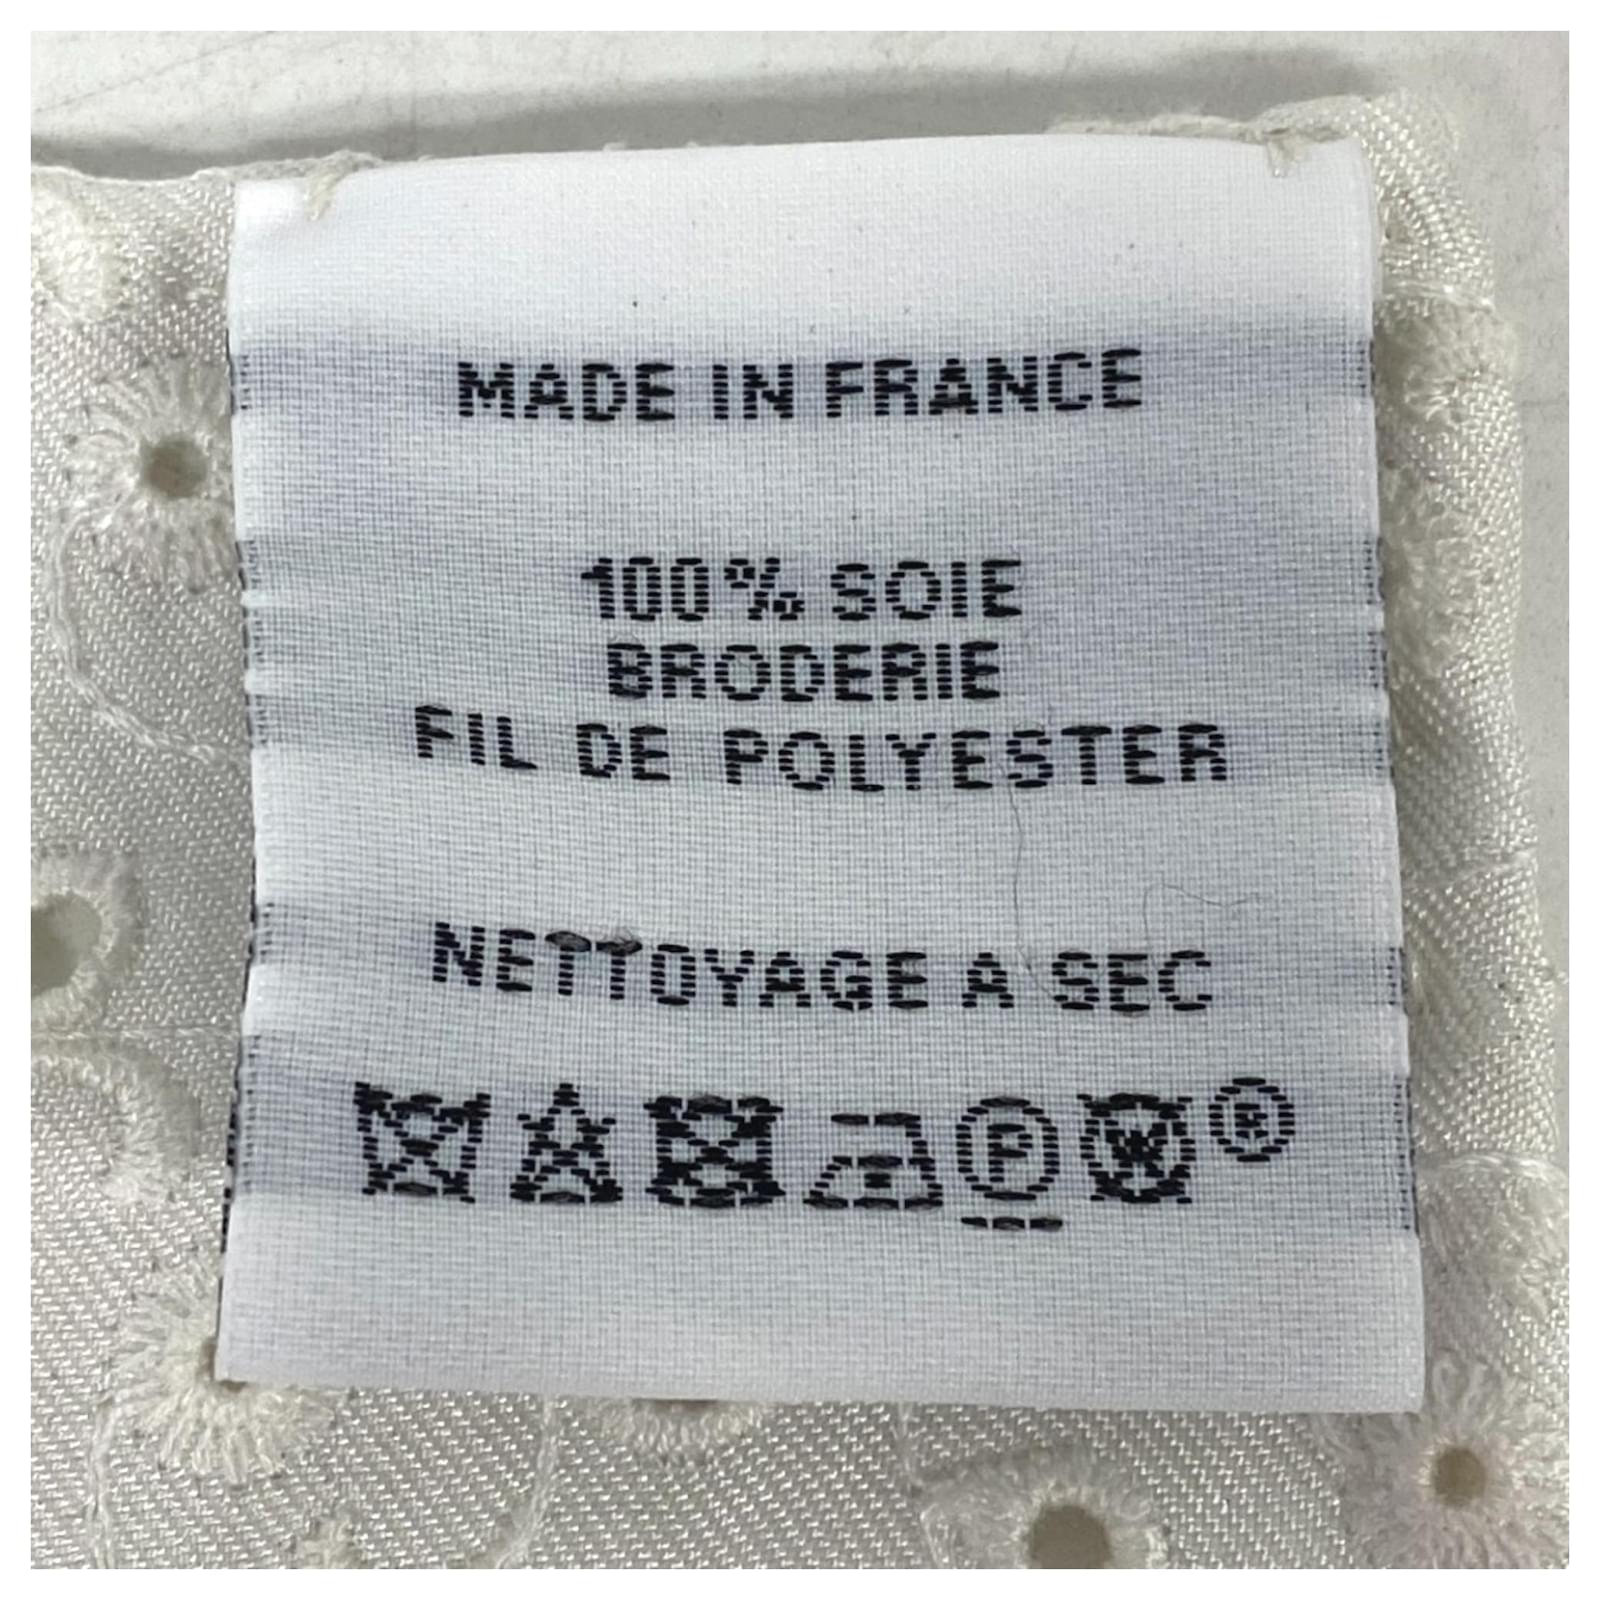 MADE IN FRANCE
100% SOIE
BRODERIE
FIL DE POLYESTER
NETTOYAGE A SEC
P W ®